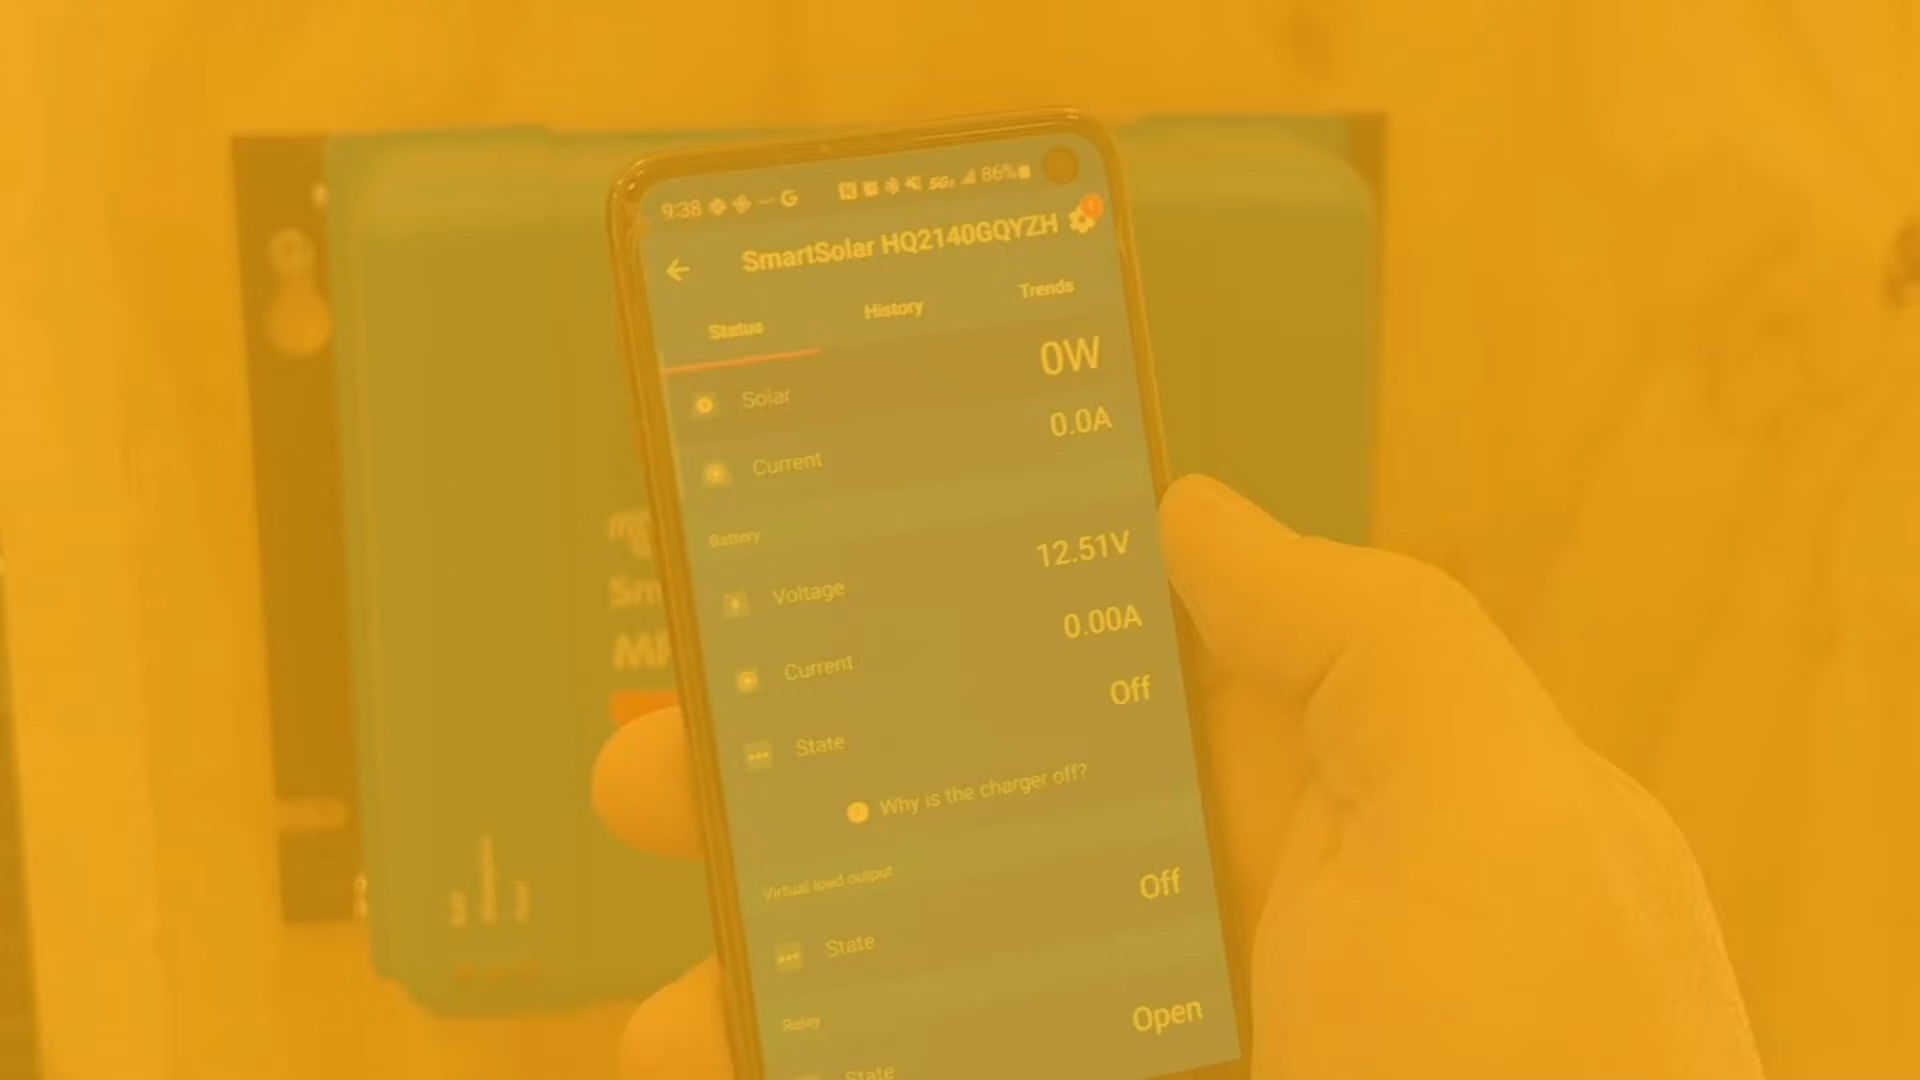 9:38 G 5G 86%
SmartSolar HQ2140GQYZH
Status History Trends
Solar 0W
Current 0.0A
Battery
Voltage 12.51V
Current 0.00A
State Off
Why is the charger off?
Virtual load output
State Off
Relay
State Open